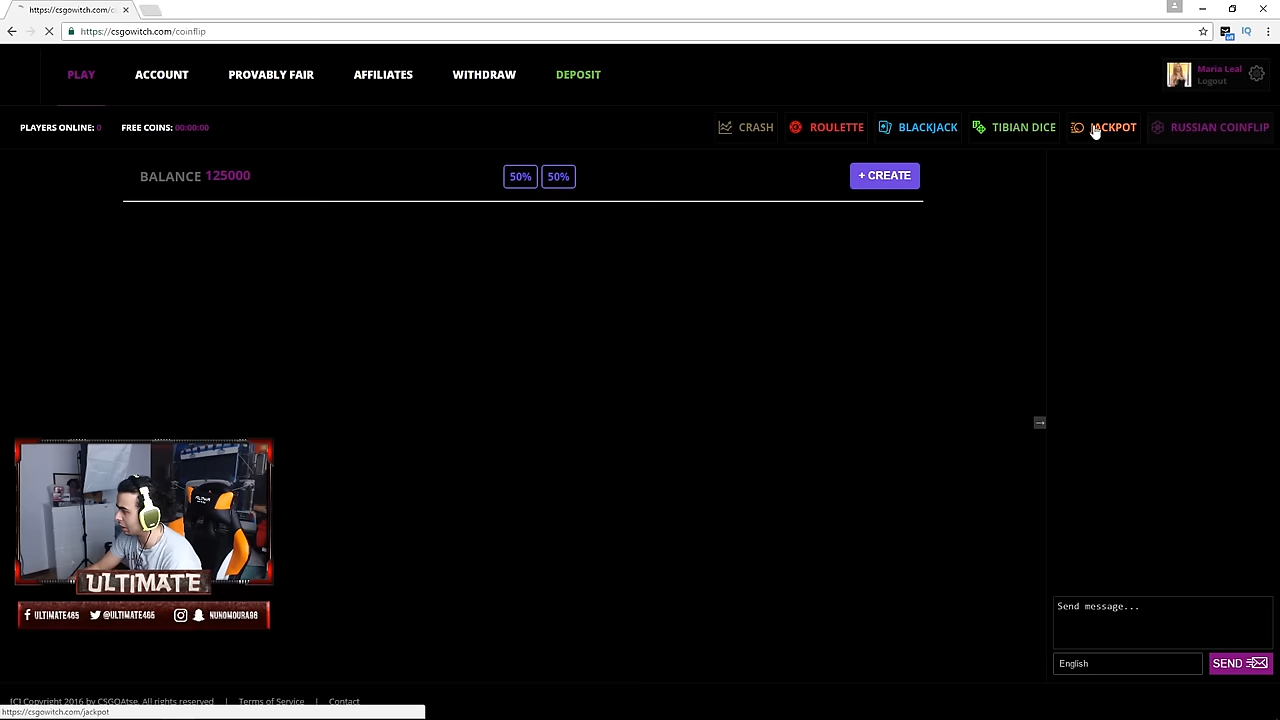 https://csgowitch.com/c
https://csgowitch.com/coinflip
PLAY ACCOUNT PROVABLY FAIR AFFILIATES WITHDRAW DEPOSIT
Maria Leal
Logout
PLAYERS ONLINE: 0 FREE COINS: 00:00:00
CRASH ROULETTE BLACKJACK TIBIAN DICE JACKPOT RUSSIAN COINFLIP
BALANCE 125000 50% 50% + CREATE
ULTIMATE
ULTIMATE465 @ULTIMATE465 NUNOMOURA98
Send message...
English SEND
[C] Copyright 2016 by CSGOAtse. All rights reserved | Terms of Service | Contact
https://csgowitch.com/jackpot